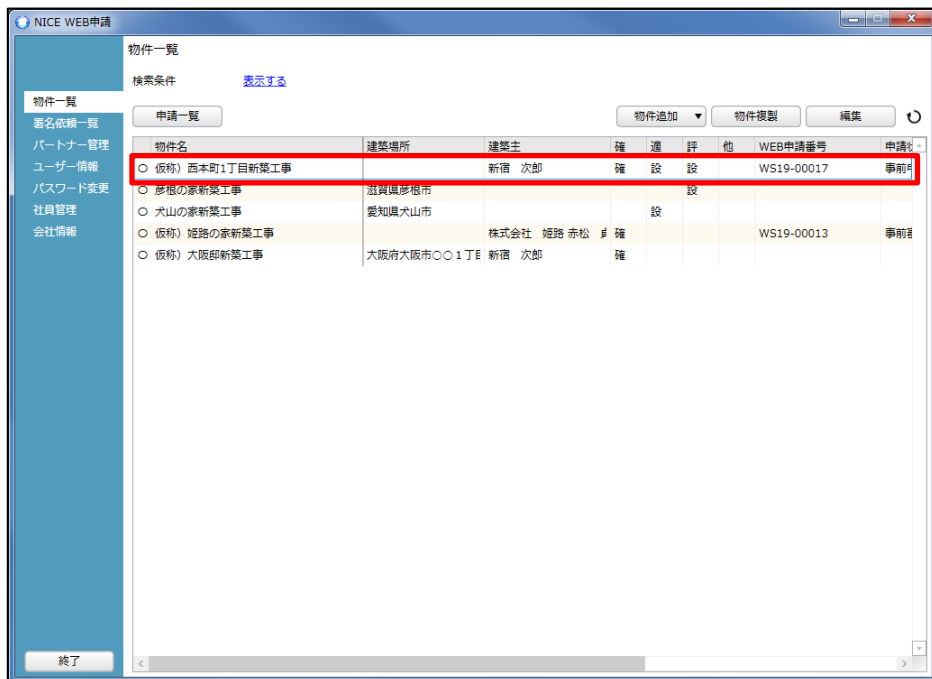 NICE WEB申請
物件一覧
検索条件 表示する
物件一覧
署名依頼一覧
パートナー管理
ユーザー情報
パスワード変更
社員管理
会社情報
申請一覧 物件追加 ▼ 物件複製 編集
物件名 建築場所 建築主 確 適 評 他 WEB申請番号
〇 仮称）西本町1丁目新築工事 新宿 次郎 確 設 設 WS19-00017 事前
〇 彦根の家新築工事 滋賀県彦根市 設
〇 犬山の家新築工事 愛知県犬山市 設
〇 仮称）姫路の家新築工事 株式会社 姫路 赤松 確 WS19-00013 事前
〇 仮称）大阪邸新築工事 大阪府大阪市〇〇１丁目 新宿 次郎 確
終了